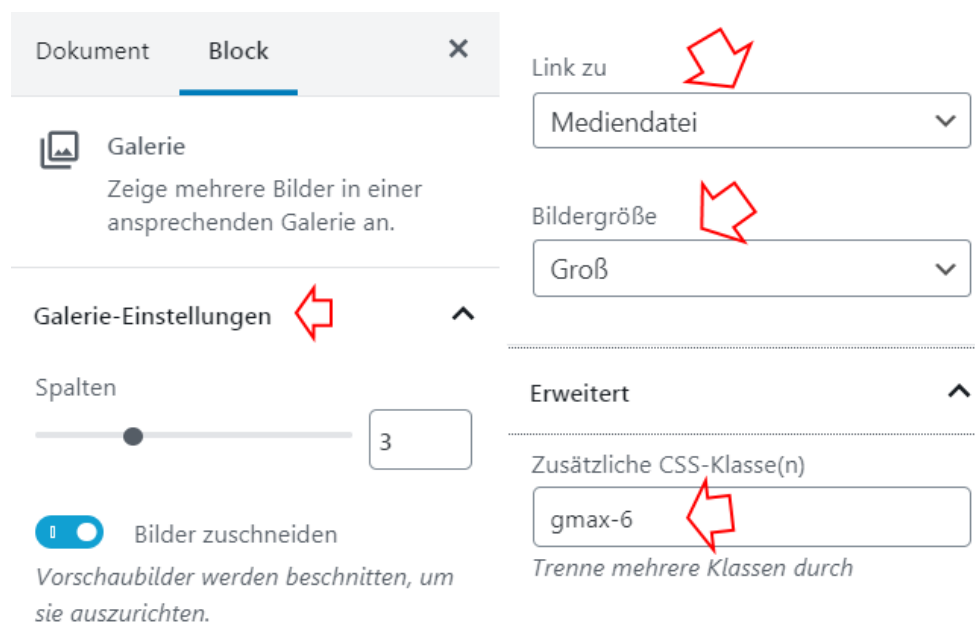 Dokument Block
Galerie
Zeige mehrere Bilder in einer
ansprechenden Galerie an.
Galerie-Einstellungen
Spalten
3
Bilder zuschneiden
Vorschaubilder werden beschnitten, um
sie auszurichten.
Link zu
Mediendatei
Bildergröße
Groß
Erweitert
Zusätzliche CSS-Klasse(n)
gmax-6
Trenne mehrere Klassen durch